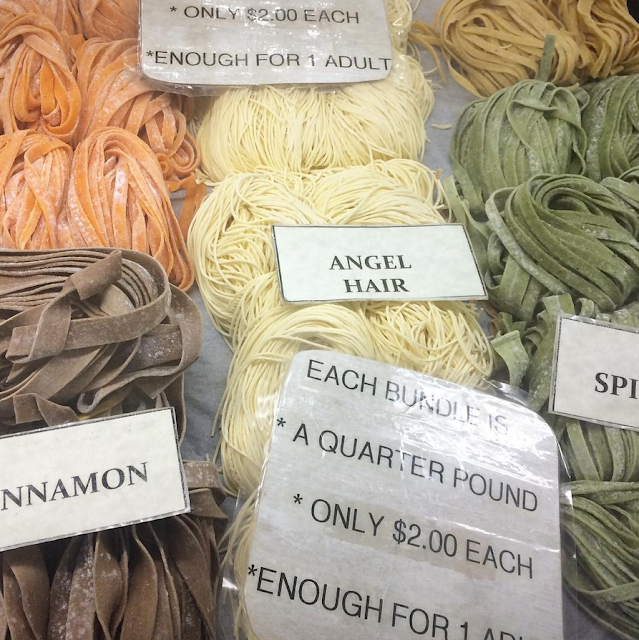 * ONLY $2.00 EACH
*ENOUGH FOR 1 ADULT
ANGEL
HAIR
EACH BUNDLE IS
* A QUARTER POUND
* ONLY $2.00 EACH
*ENOUGH FOR 1 ADU
SPI
NNAMON